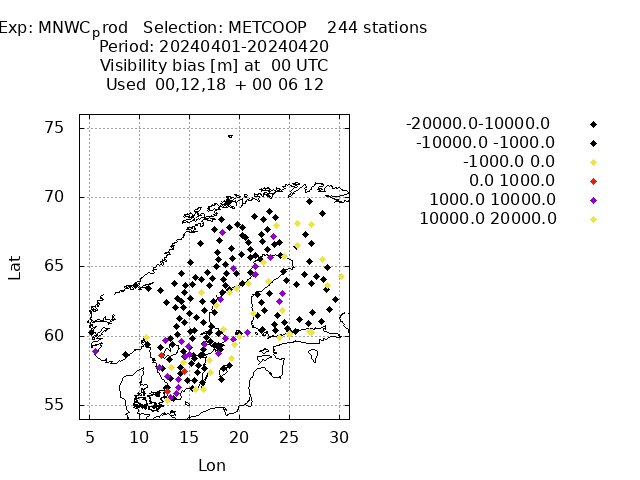 Exp: MNWCprod   Selection: METCOOP    244 stations
Period: 20240401-20240420
Visibility bias [m] at  00 UTC
Used  00,12,18  + 00 06 12
-20000.0-10000.0
-10000.0 -1000.0
-1000.0 0.0
0.0 1000.0
1000.0 10000.0
10000.0 20000.0
75
70
65
60
55
Lat
5 10 15 20 25 30
Lon